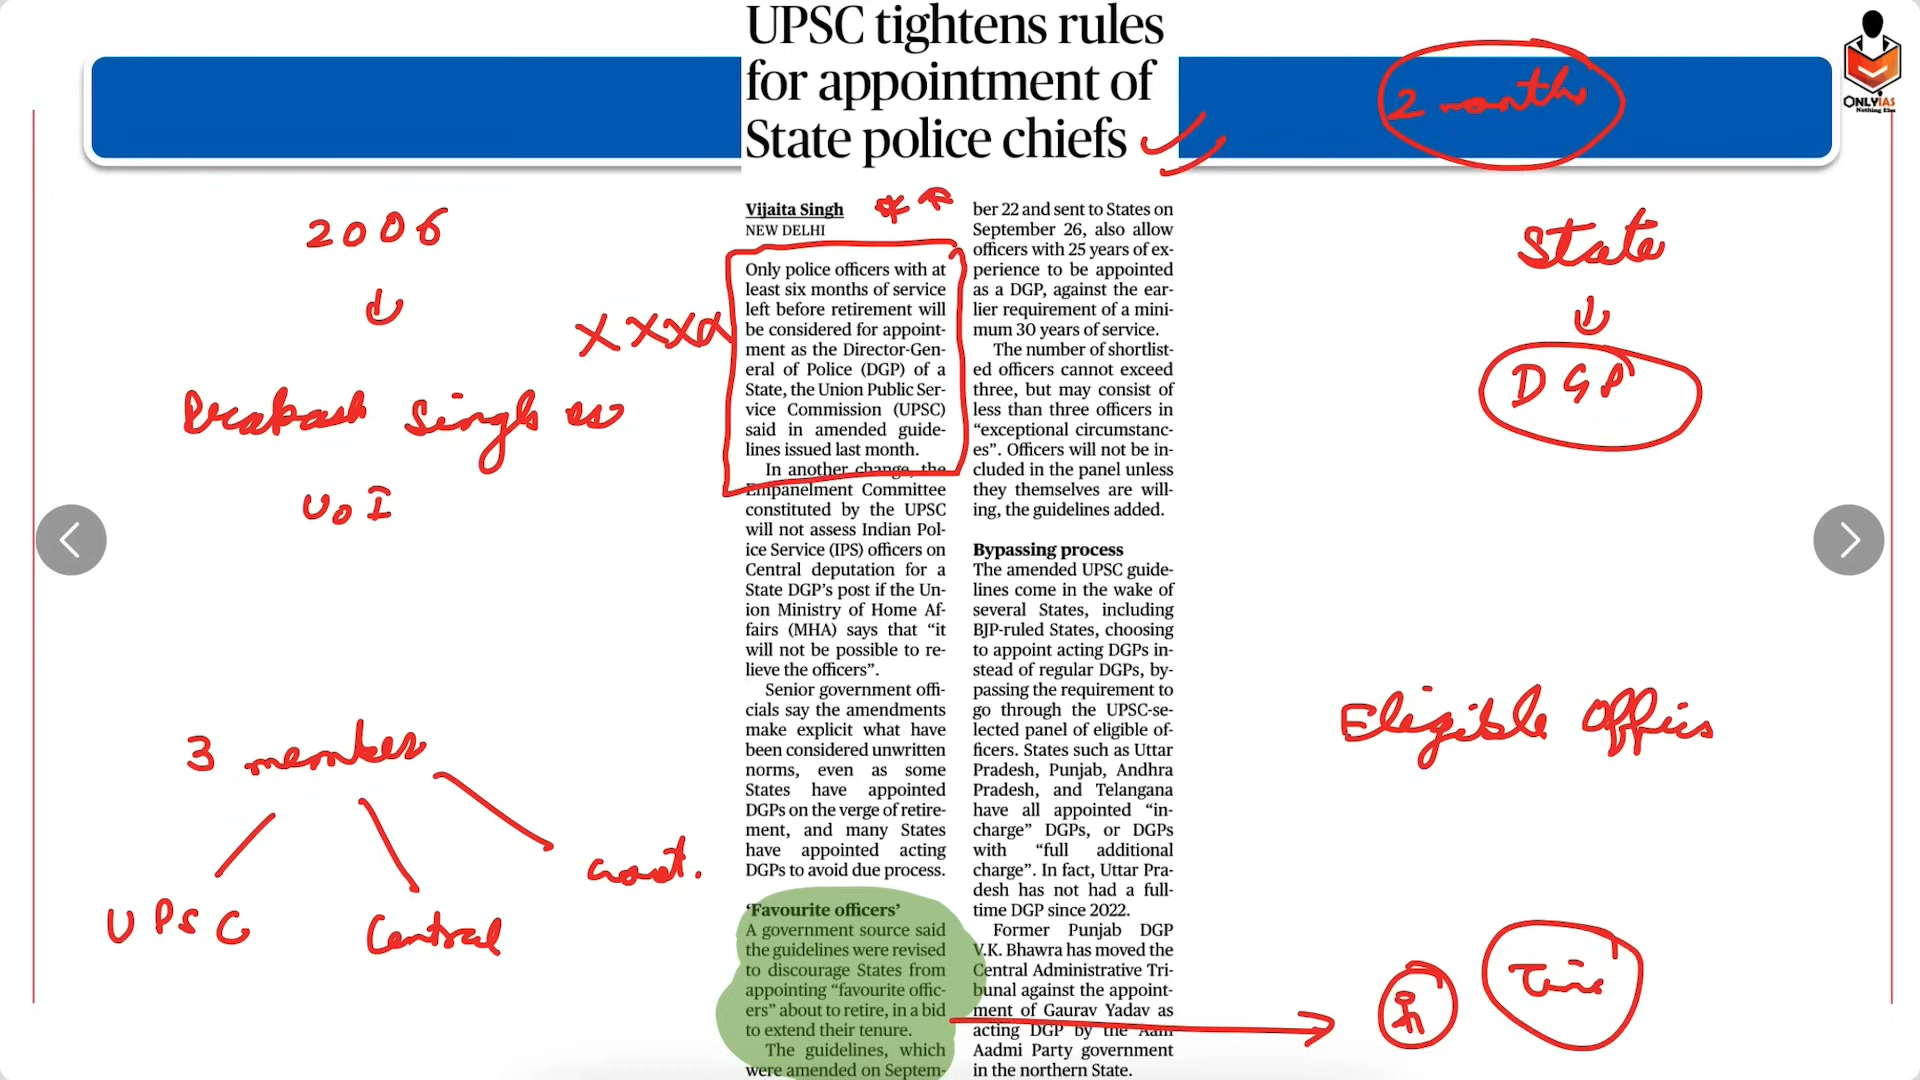 UPSC tightens rules
for appointment of
State police chiefs
2 months
ONLYIAS
Nothing Else
2006
Prakash Singh vs
UOI
3 member
UPSC
Central
Govt.
Vijaita Singh
NEW DELHI
Only police officers with at
least six months of service
left before retirement will
be considered for appoint-
ment as the Director-Gen-
eral of Police (DGP) of a
State, the Union Public Ser-
vice Commission (UPSC)
said in amended guide-
lines issued last month.
In another change, the
Empanelment Committee
constituted by the UPSC
will not assess Indian Pol-
ice Service (IPS) officers on
Central deputation for a
State DGP's post if the Un-
ion Ministry of Home Af-
fairs (MHA) says that "it
will not be possible to re-
lieve the officers".
Senior government offi-
cials say the amendments
make explicit what have
been considered unwritten
norms, even as some
States have appointed
DGPs on the verge of retire-
ment, and many States
have appointed acting
DGPs to avoid due process.
'Favourite officers'
A government source said
the guidelines were revised
to discourage States from
appointing "favourite offic-
ers" about to retire, in a bid
to extend their tenure.
The guidelines, which
were amended on Septem-
ber 22 and sent to States on
September 26, also allow
officers with 25 years of ex-
perience to be appointed
as a DGP, against the ear-
lier requirement of a mini-
mum 30 years of service.
The number of shortlist-
ed officers cannot exceed
three, but may consist of
less than three officers in
"exceptional circumstanc-
es". Officers will not be in-
cluded in the panel unless
they themselves are will-
ing, the guidelines added.
Bypassing process
The amended UPSC guide-
lines come in the wake of
several States, including
BJP-ruled States, choosing
to appoint acting DGPs in-
stead of regular DGPs, by-
passing the requirement to
go through the UPSC-se-
lected panel of eligible of-
ficers. States such as Uttar
Pradesh, Punjab, Andhra
Pradesh, and Telangana
have all appointed "in-
charge" DGPs, or DGPs
with "full additional
charge". In fact, Uttar Pra-
desh has not had a full-
time DGP since 2022.
Former Punjab DGP
V.K. Bhawra has moved the
Central Administrative Tri-
bunal against the appoint-
ment of Gaurav Yadav as
acting DGP by the Aam
Aadmi Party government
in the northern State.
State
DGP
Eligible